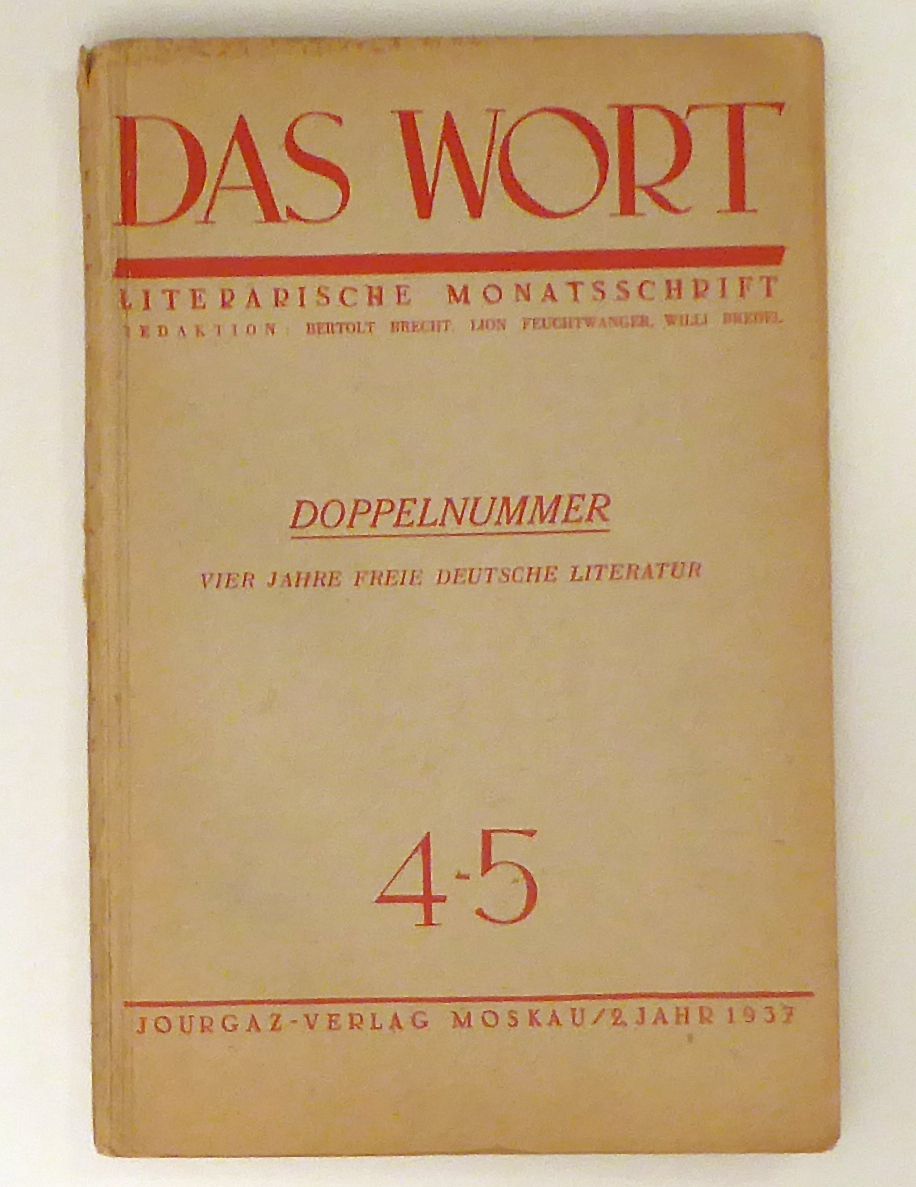 DAS WORT
LITERARISCHE MONATSSCHRIFT
REDAKTION: BERTOLT BRECHT, LION FEUCHTWANGER, WILLI BREDEL
DOPPELNUMMER
VIER JAHRE FREIE DEUTSCHE LITERATUR
4-5
JOURGAZ-VERLAG MOSKAU/2. JAHR 1937